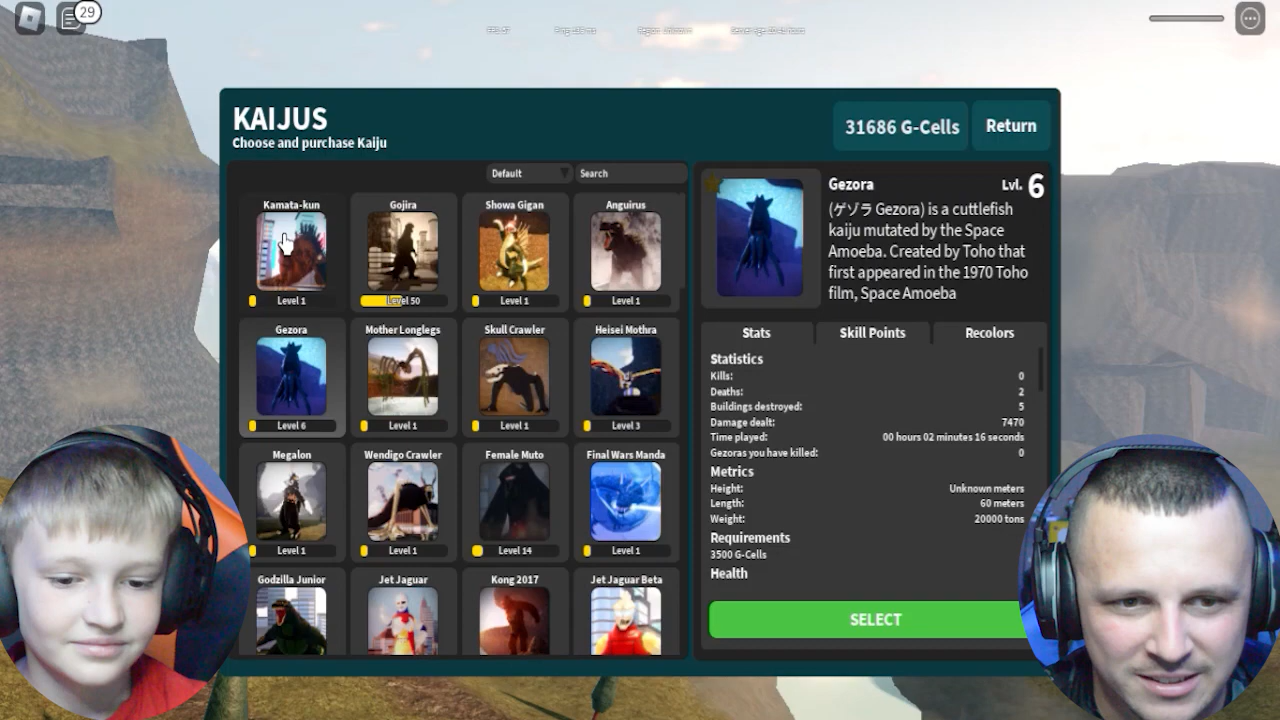 29
KAIJUS
Choose and purchase Kaiju
31686 G-Cells
Return
Default
Search
Kamata-kun
Gojira
Showa Gigan
Anguirus
Level 1
Level 50
Level 1
Level 1
Gezora
Mother Longlegs
Skull Crawler
Heisei Mothra
Level 6
Level 1
Level 1
Level 3
Megalon
Wendigo Crawler
Female Muto
Final Wars Manda
Level 1
Level 1
Level 14
Level 1
Godzilla Junior
Jet Jaguar
Kong 2017
Jet Jaguar Beta
Gezora
Lvl. 6
(ゲゾラ Gezora) is a cuttlefish
kaiju mutated by the Space
Amoeba. Created by Toho that
first appeared in the 1970 Toho
film, Space Amoeba
Stats
Skill Points
Recolors
Statistics
Kills: 0
Deaths: 2
Buildings destroyed: 5
Damage dealt: 7470
Time played: 00 hours 02 minutes 16 seconds
Gezoras you have killed: 0
Metrics
Height: Unknown meters
Length: 60 meters
Weight: 20000 tons
Requirements
3500 G-Cells
Health
SELECT